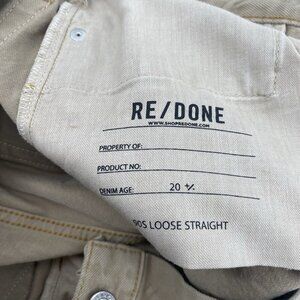 RE/DONE
WWW.SHOPREDONE.COM
PROPERTY OF:
PRODUCT NO:
DENIM AGE: 20 +/-
90S LOOSE STRAIGHT